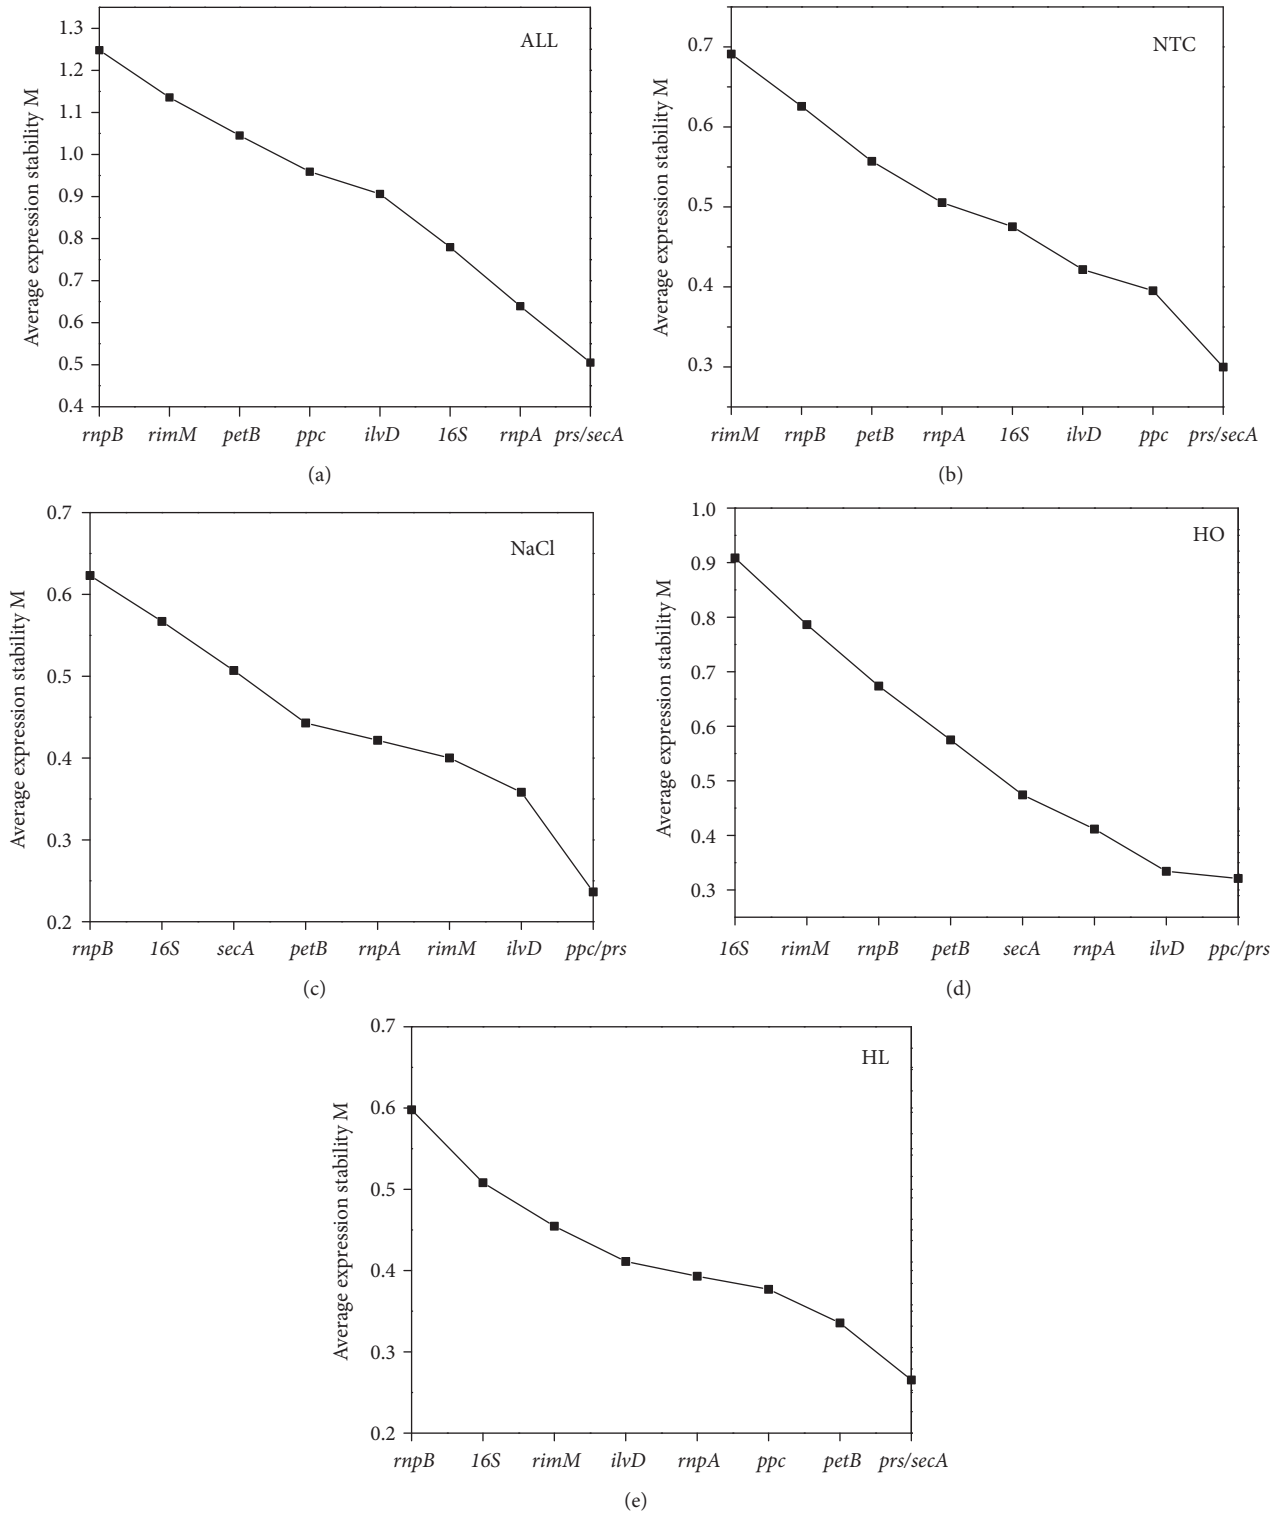 ALL
Average expression stability M
1.3
1.2
1.1
1.0
0.9
0.8
0.7
0.6
0.5
0.4
rnpB rimM petB ppc ilvD 16S rnpA prs/secA
(a)
NTC
Average expression stability M
0.7
0.6
0.5
0.4
0.3
rimM rnpB petB rnpA 16S ilvD ppc prs/secA
(b)
NaCl
Average expression stability M
0.7
0.6
0.5
0.4
0.3
0.2
rnpB 16S secA petB rnpA rimM ilvD ppc/prs
(c)
HO
Average expression stability M
1.0
0.9
0.8
0.7
0.6
0.5
0.4
0.3
16S rimM rnpB petB secA rnpA ilvD ppc/prs
(d)
HL
Average expression stability M
0.7
0.6
0.5
0.4
0.3
0.2
rnpB 16S rimM ilvD rnpA ppc petB prs/secA
(e)